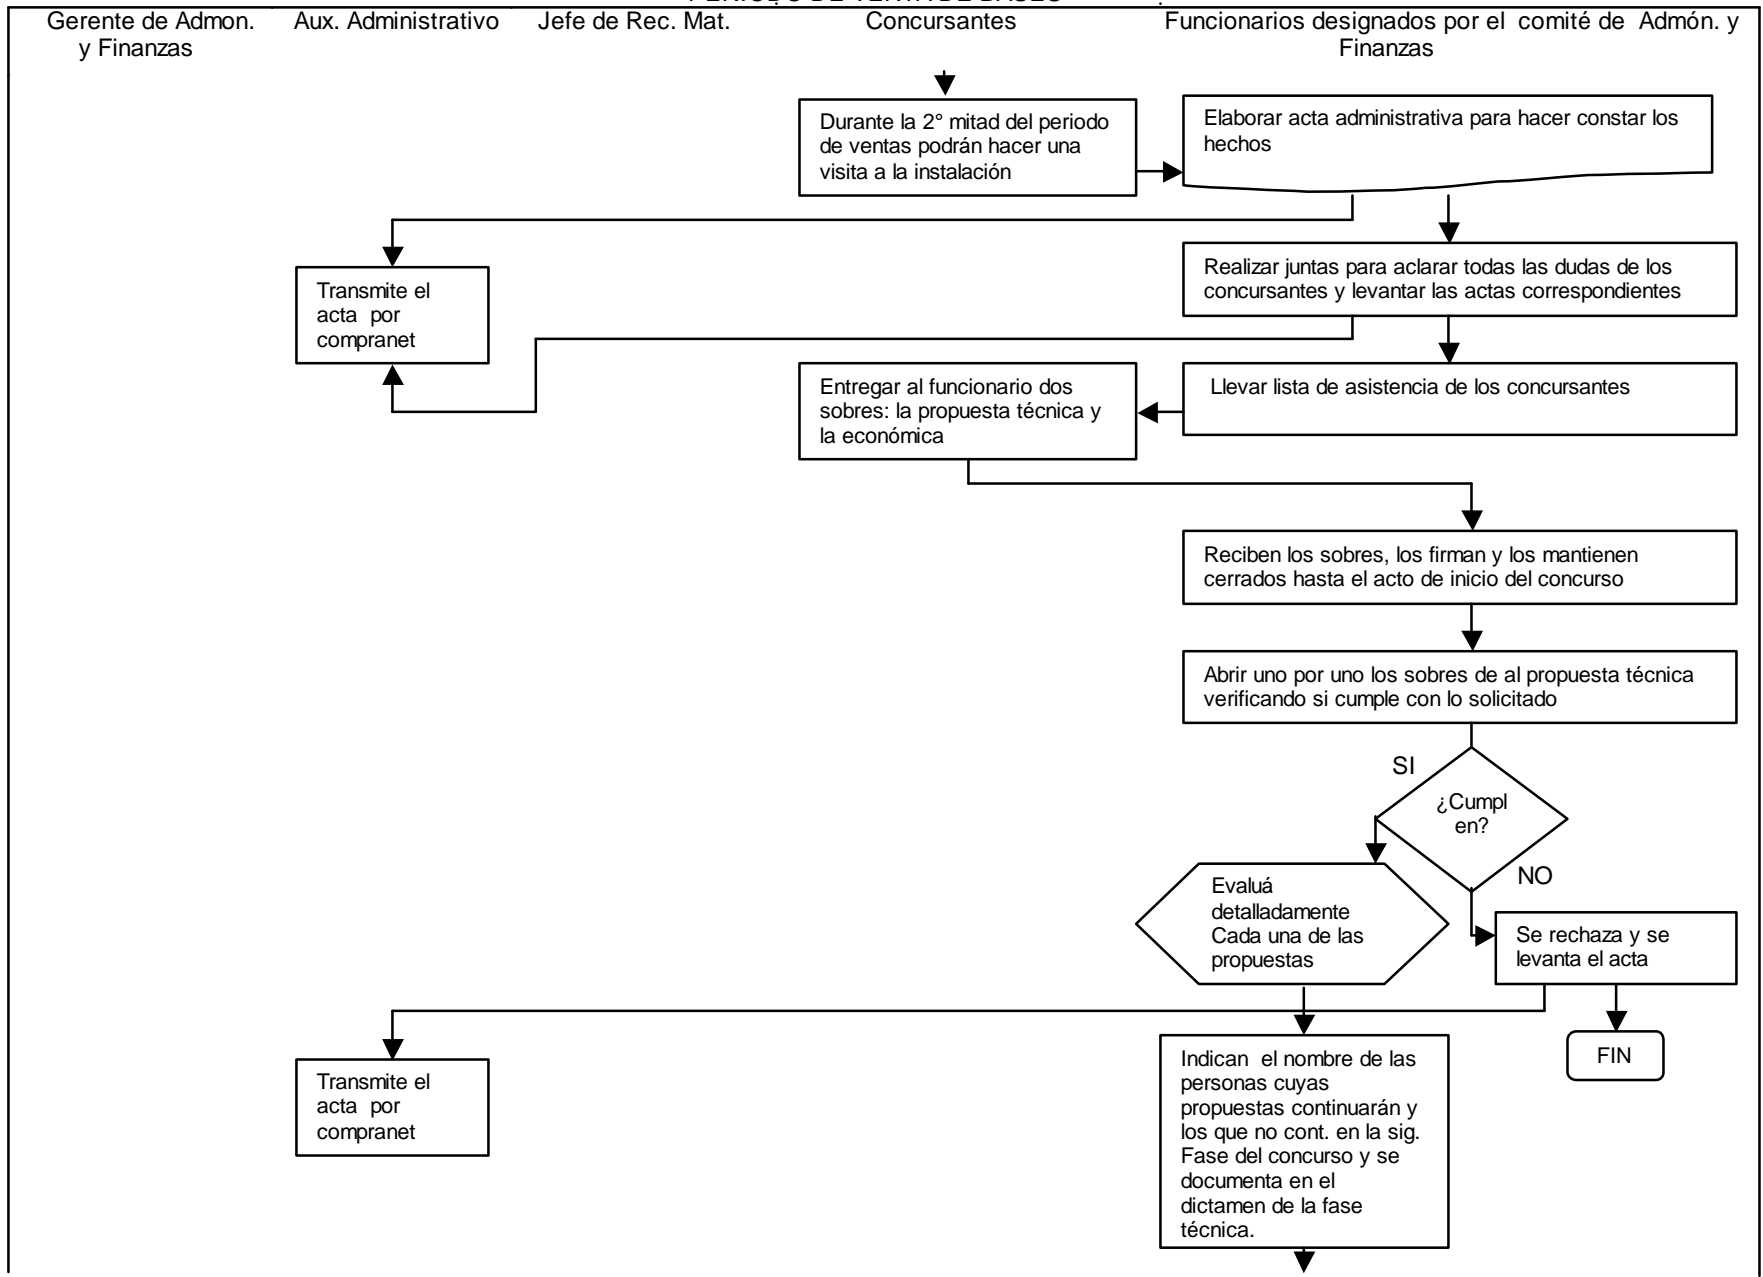 PERIODO DE VENTA DE BASES
Gerente de Admon.
y Finanzas
Aux. Administrativo
Jefe de Rec. Mat.
Concursantes
Funcionarios designados por el comité de Admón. y
Finanzas
Durante la 2° mitad del periodo
de ventas podrán hacer una
visita a la instalación
Elaborar acta administrativa para hacer constar los
hechos
Realizar juntas para aclarar todas las dudas de los
concursantes y levantar las actas correspondientes
Transmite el
acta por
compranet
Llevar lista de asistencia de los concursantes
Entregar al funcionario dos
sobres: la propuesta técnica y
la económica
Reciben los sobres, los firman y los mantienen
cerrados hasta el acto de inicio del concurso
Abrir uno por uno los sobres de al propuesta técnica
verificando si cumple con lo solicitado
SI
¿Cumpl
en?
NO
Evaluá
detalladamente
Cada una de las
propuestas
Se rechaza y se
levanta el acta
FIN
Transmite el
acta por
compranet
Indican el nombre de las
personas cuyas
propuestas continuarán y
los que no cont. en la sig.
Fase del concurso y se
documenta en el
dictamen de la fase
técnica.